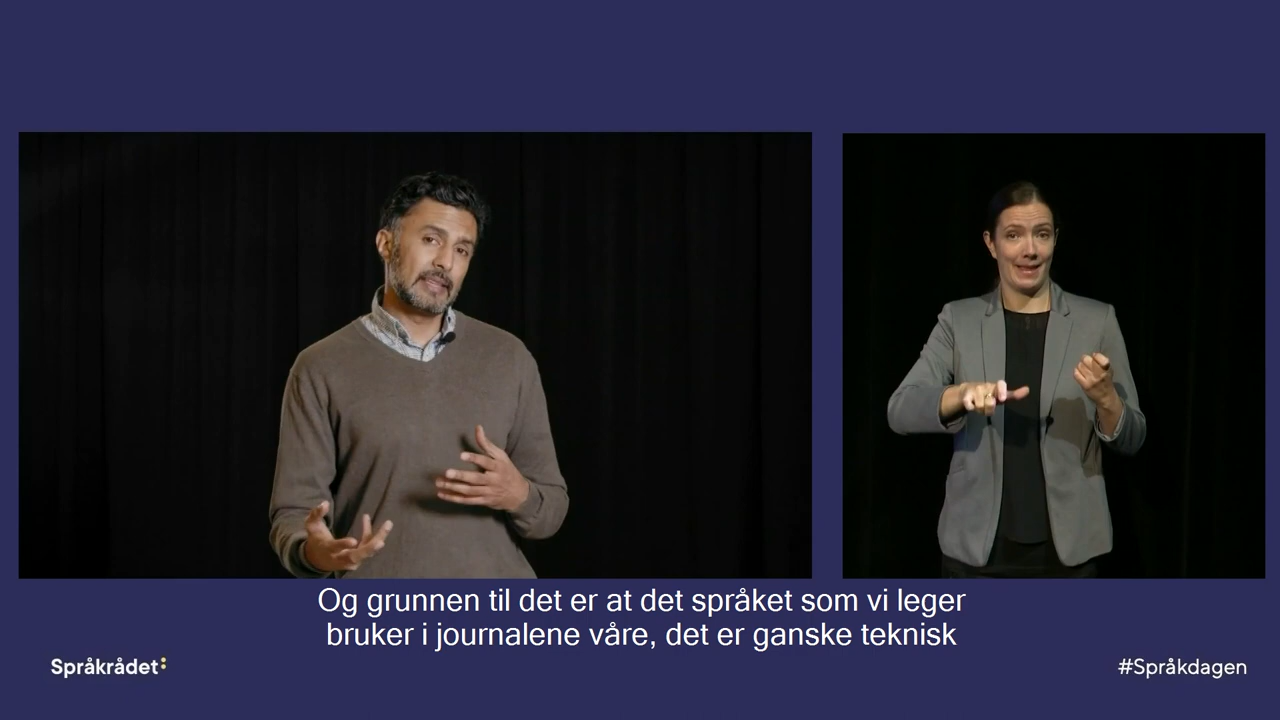 Og grunnen til det er at det språket som vi leger
bruker i journalene våre, det er ganske teknisk
Språkrådet:
#Språkdagen